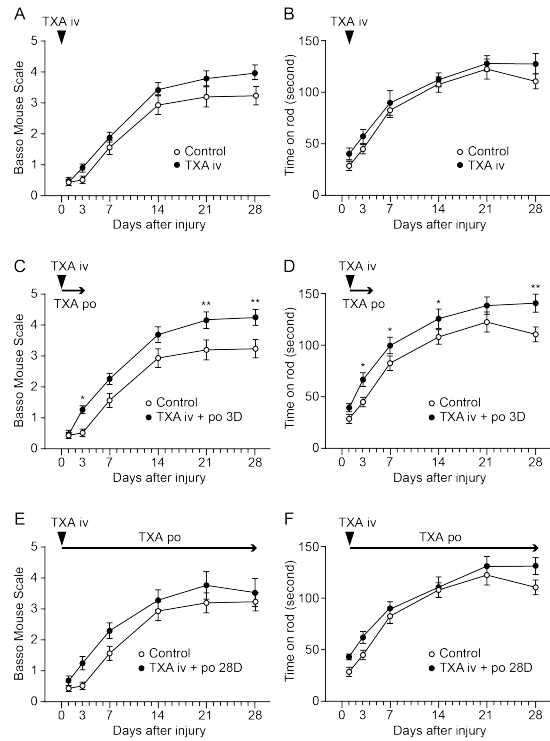 A
TXA iv
Basso Mouse Scale
5
4
3
2
1
0
Control
TXA iv
0 3 7 14 21 28
Days after injury
B
TXA iv
Time on rod (second)
150
100
50
0
Control
TXA iv
0 3 7 14 21 28
Days after injury
C
TXA iv
TXA po
Basso Mouse Scale
5
4
3
2
1
0
* ** **
Control
TXA iv + po 3D
0 3 7 14 21 28
Days after injury
D
TXA iv
TXA po
Time on rod (second)
150
100
50
0
* * * **
Control
TXA iv + po 3D
0 3 7 14 21 28
Days after injury
E
TXA iv
TXA po
Basso Mouse Scale
5
4
3
2
1
0
Control
TXA iv + po 28D
0 3 7 14 21 28
Days after injury
F
TXA iv
TXA po
Time on rod (second)
150
100
50
0
Control
TXA iv + po 28D
0 3 7 14 21 28
Days after injury